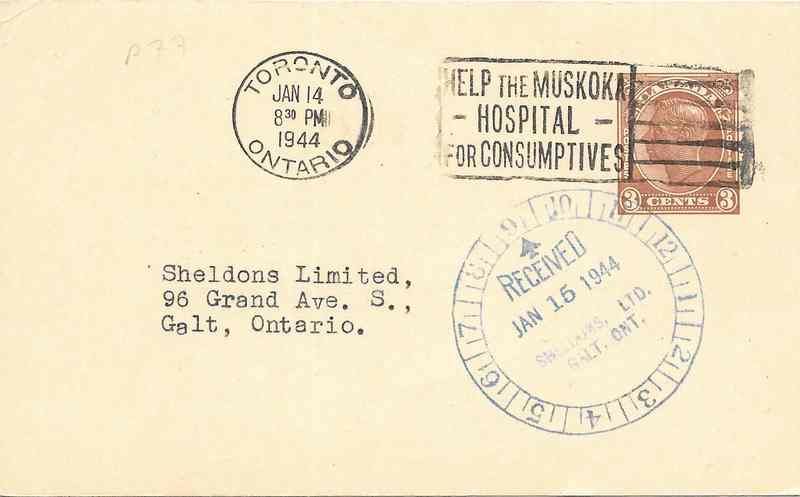 P77
TORONTO
JAN 14
8 30 PM
1944
ONTARIO
HELP THE MUSKOKA
- HOSPITAL -
FOR CONSUMPTIVES
3 CENTS 3
9 10 11 12 1 2 3 4 5 6 7 8
RECEIVED
JAN 15 1944
SHELDONS, LTD.
GALT, ONT.
Sheldons Limited,
96 Grand Ave. S.,
Galt, Ontario.